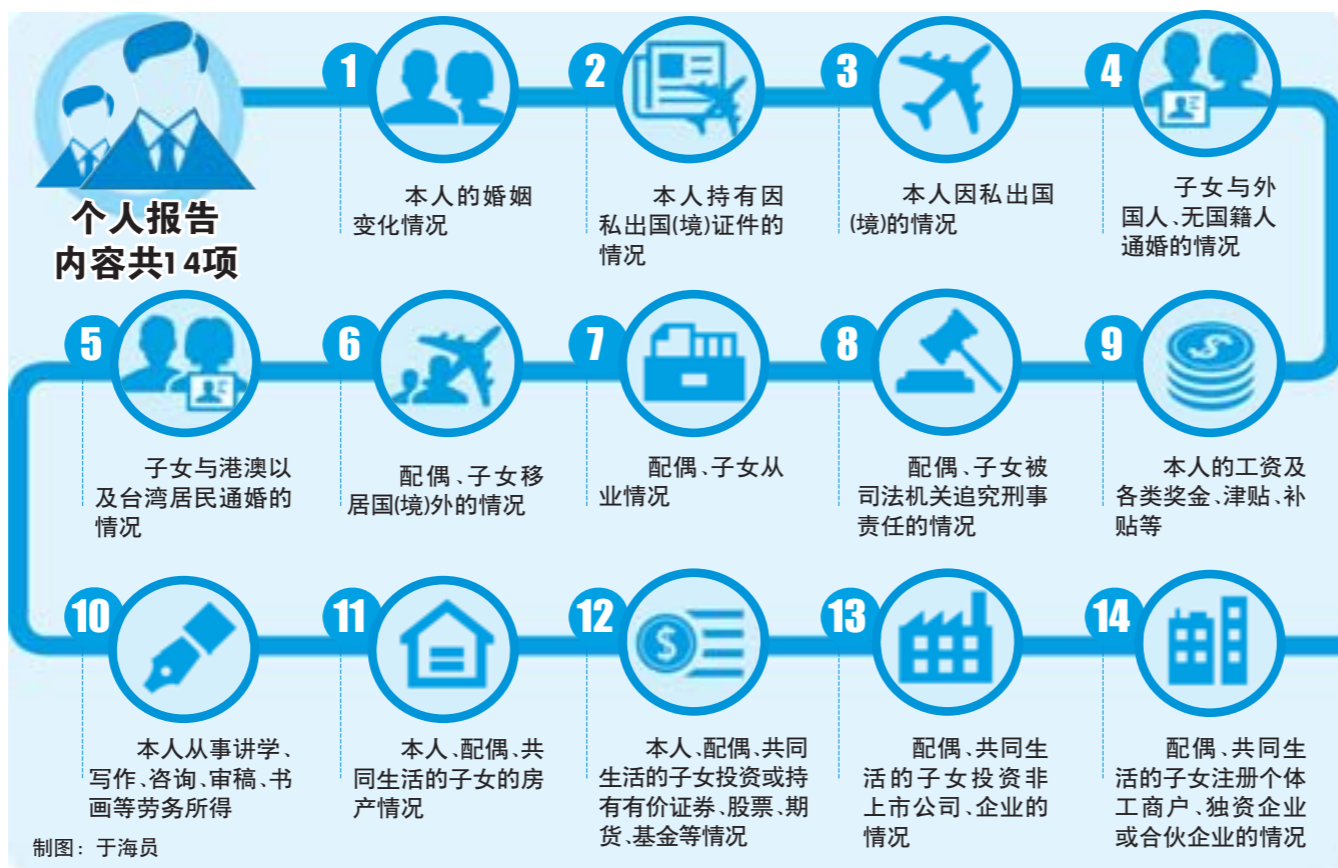 个人报告
内容共14项
1
本人的婚姻
变化情况
2
本人持有因
私出国(境)证件的
情况
3
本人因私出国
(境)的情况
4
子女与外
国人、无国籍人
通婚的情况
5
子女与港澳以
及台湾居民通婚的
情况
6
配偶、子女移
居国(境)外的情况
7
配偶、子女从
业情况
8
配偶、子女被
司法机关追究刑事
责任的情况
9
本人的工资及
各类奖金、津贴、补
贴等
10
本人从事讲学、
写作、咨询、审稿、书
画等劳务所得
11
本人、配偶、共
同生活的子女的房
产情况
12
本人、配偶、共同
生活的子女投资或持
有有价证券、股票、期
货、基金等情况
13
配偶、共同生
活的子女投资非
上市公司、企业的
情况
14
配偶、共同生
活的子女注册个体
工商户、独资企业
或合伙企业的情况
制图：于海员